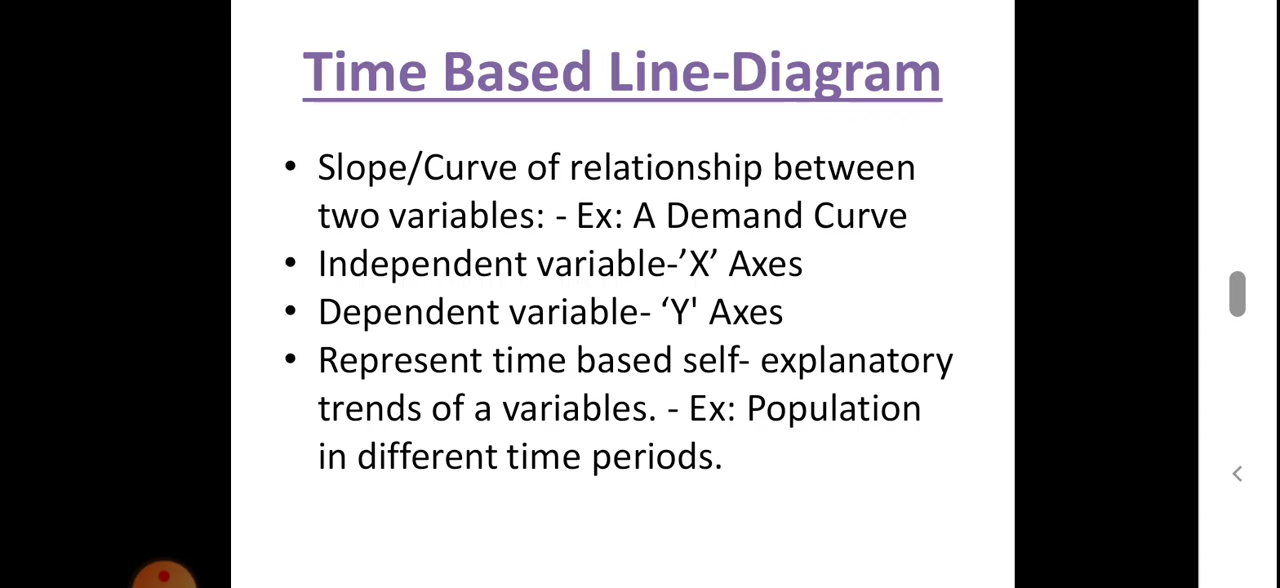 Time Based Line-Diagram
• Slope/Curve of relationship between
two variables: - Ex: A Demand Curve
• Independent variable-’X’ Axes
• Dependent variable- ‘Y' Axes
• Represent time based self- explanatory
trends of a variables. - Ex: Population
in different time periods.